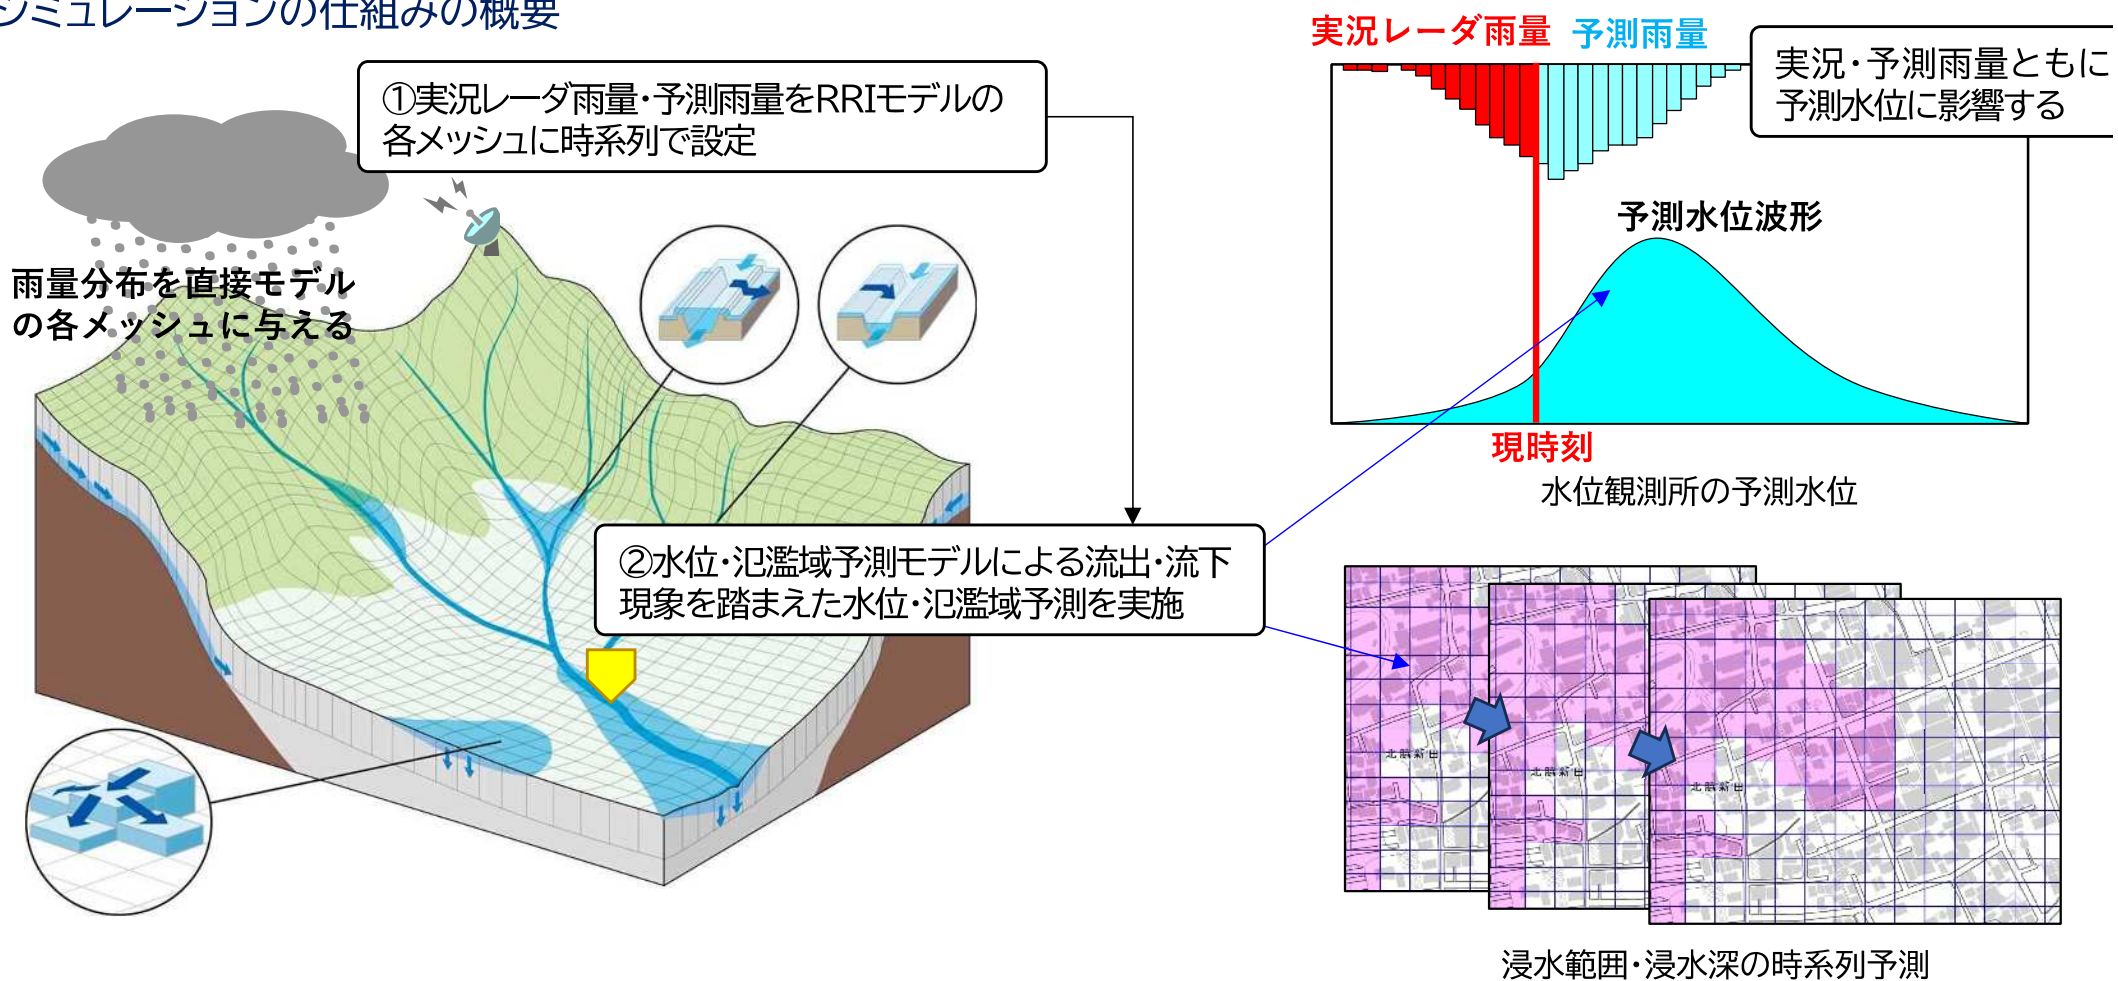 シミュレーションの仕組みの概要
①実況レーダ雨量・予測雨量をRRIモデルの
各メッシュに時系列で設定
雨量分布を直接モデル
の各メッシュに与える
②水位・氾濫域予測モデルによる流出・流下
現象を踏まえた水位・氾濫域予測を実施
実況レーダ雨量 予測雨量
実況・予測雨量ともに
予測水位に影響する
予測水位波形
現時刻
水位観測所の予測水位
浸水範囲・浸水深の時系列予測